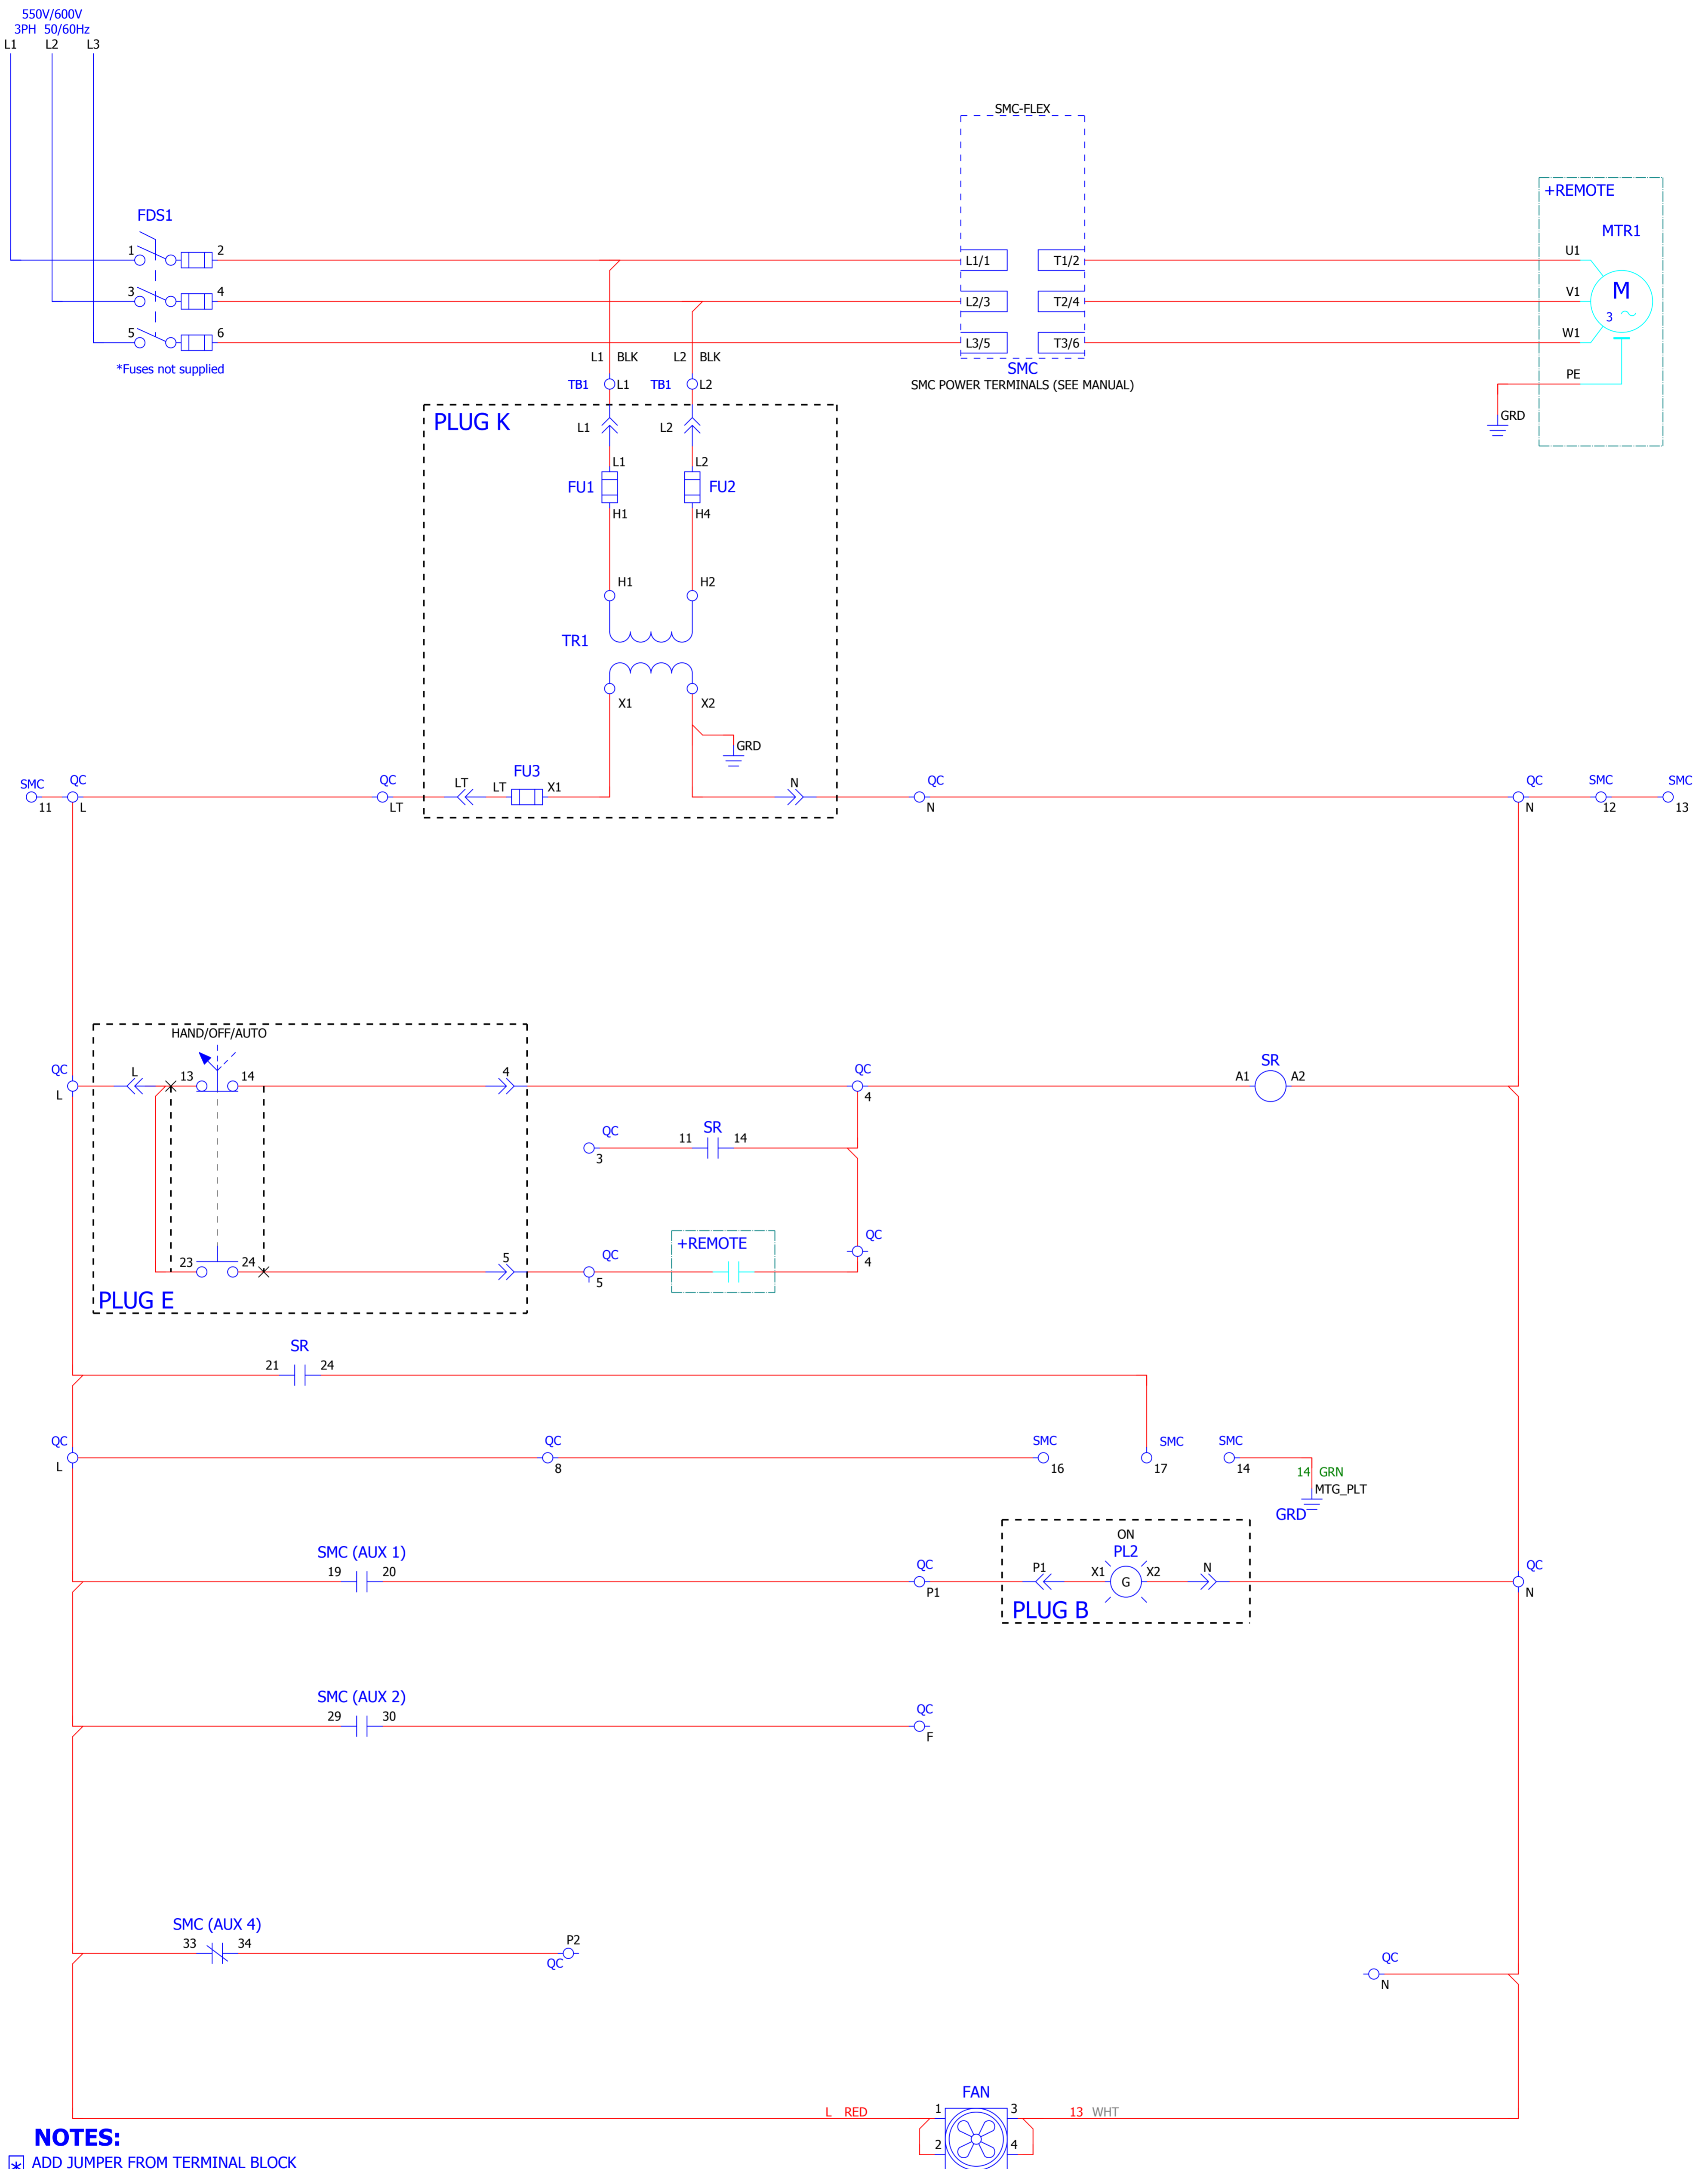 550V/600V
3PH 50/60Hz
L1 L2 L3
SMC-FLEX
+REMOTE
FDS1
MTR1
1 2 L1/1 T1/2 U1
3 4 L2/3 T2/4 V1 M
3
5 6 L3/5 T3/6 W1
*Fuses not supplied
L1 BLK L2 BLK
SMC
TB1 L1 TB1 L2
SMC POWER TERMINALS (SEE MANUAL)
PE
GRD
PLUG K
L1 L2
L1 L2
FU1 FU2
H1 H4
H1 H2
TR1
X1 X2
GRD
SMC QC QC LT LT FU3 X1 N QC QC SMC SMC
11 L LT N N 12 13
HAND/OFF/AUTO
QC L 13 14 4 QC A1 SR A2
L 4
QC 11 SR 14
3
+REMOTE
QC
4
23 24 5 QC
5
PLUG E
SR
21 24
QC QC SMC SMC SMC
L 8 16 17 14
14 GRN
MTG_PLT
GRD
ON
SMC (AUX 1) PL2
19 20 QC P1 X1 G X2 N QC
P1 N
PLUG B
SMC (AUX 2)
29 30 QC
F
SMC (AUX 4)
33 34 P2
QC
QC
N
FAN
L RED 1 3 13 WHT
2 4
NOTES:
* ADD JUMPER FROM TERMINAL BLOCK